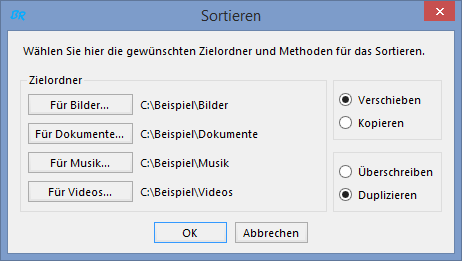 GR
Sortieren
Wählen Sie hier die gewünschten Zielordner und Methoden für das Sortieren.
Zielordner
Für Bilder... C:\Beispiel\Bilder
Für Dokumente... C:\Beispiel\Dokumente
Für Musik... C:\Beispiel\Musik
Für Videos... C:\Beispiel\Videos
Verschieben
Kopieren
Überschreiben
Duplizieren
OK Abbrechen